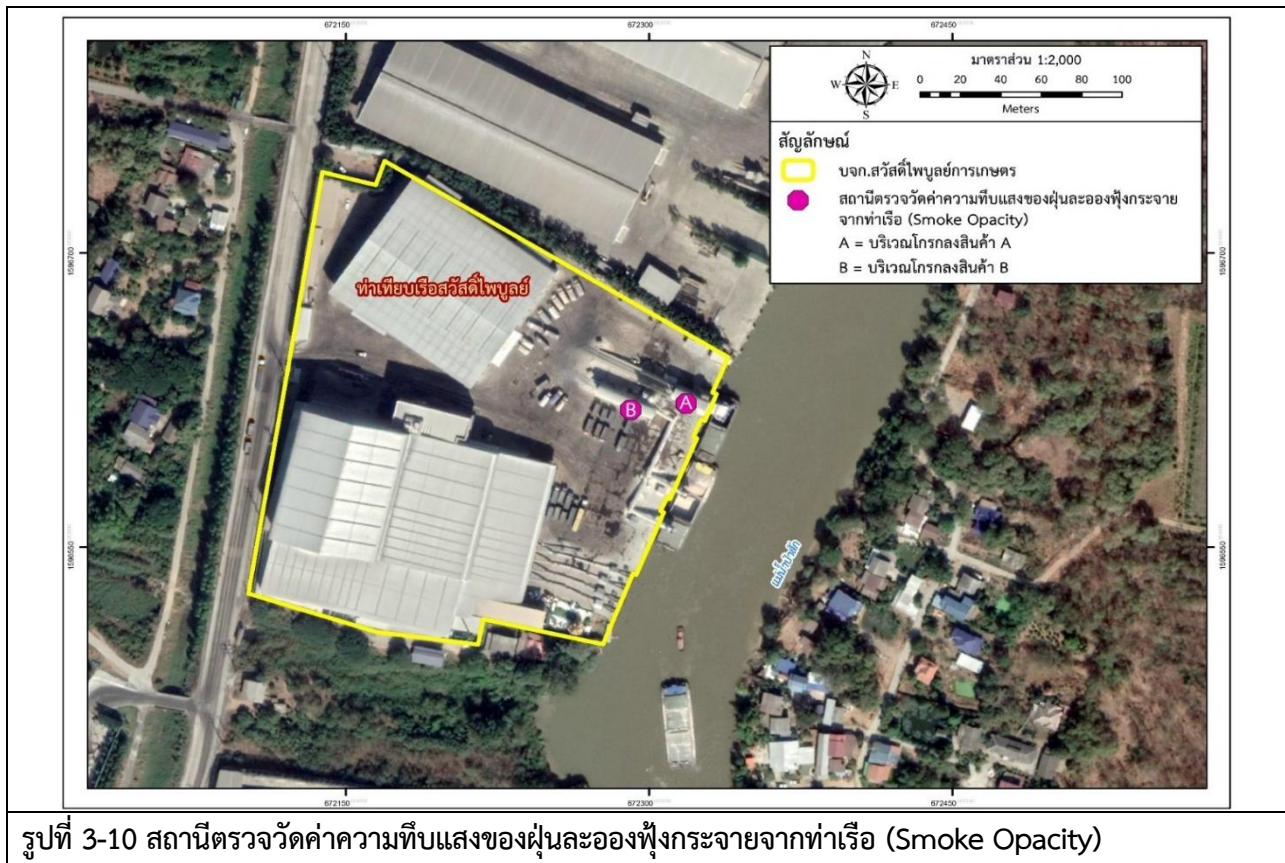 672150 672300 672450
N
W E
S
มาตราส่วน 1:2,000
0 20 40 60 80 100
Meters
สัญลักษณ์
บจก.สวัสดิ์ไพบูลย์การเกษตร
สถานีตรวจวัดค่าความทึบแสงของฝุ่นละอองฟุ้งกระจาย
จากท่าเรือ (Smoke Opacity)
A = บริเวณโกรกลงสินค้า A
B = บริเวณโกรกลงสินค้า B
1596700 1596700
ท่าเทียบเรือสวัสดิ์ไพบูลย์
B A
1596550 1596550
แม่น้ำป่าสัก
672150 672300 672450
รูปที่ 3-10 สถานีตรวจวัดค่าความทึบแสงของฝุ่นละอองฟุ้งกระจายจากท่าเรือ (Smoke Opacity)